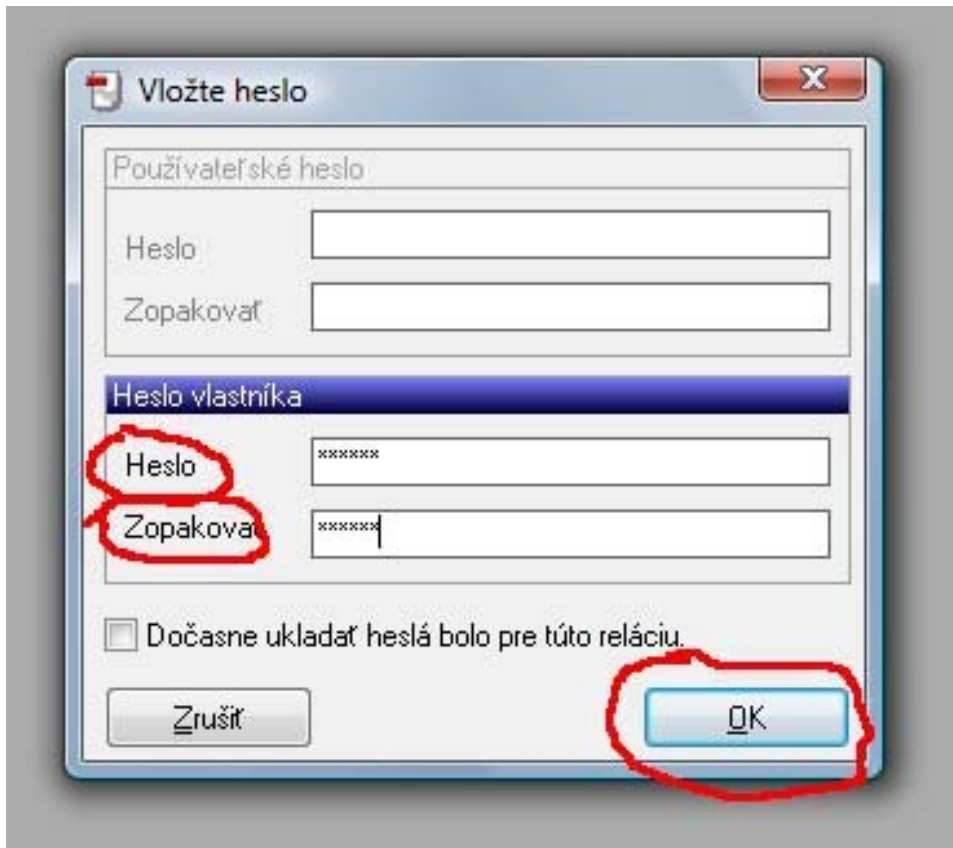 Vložte heslo
Používateľské heslo
Heslo
Zopakovať
Heslo vlastníka
Heslo ******
Zopakovať ******
Dočasne ukladať heslá bolo pre túto reláciu.
Zrušiť OK